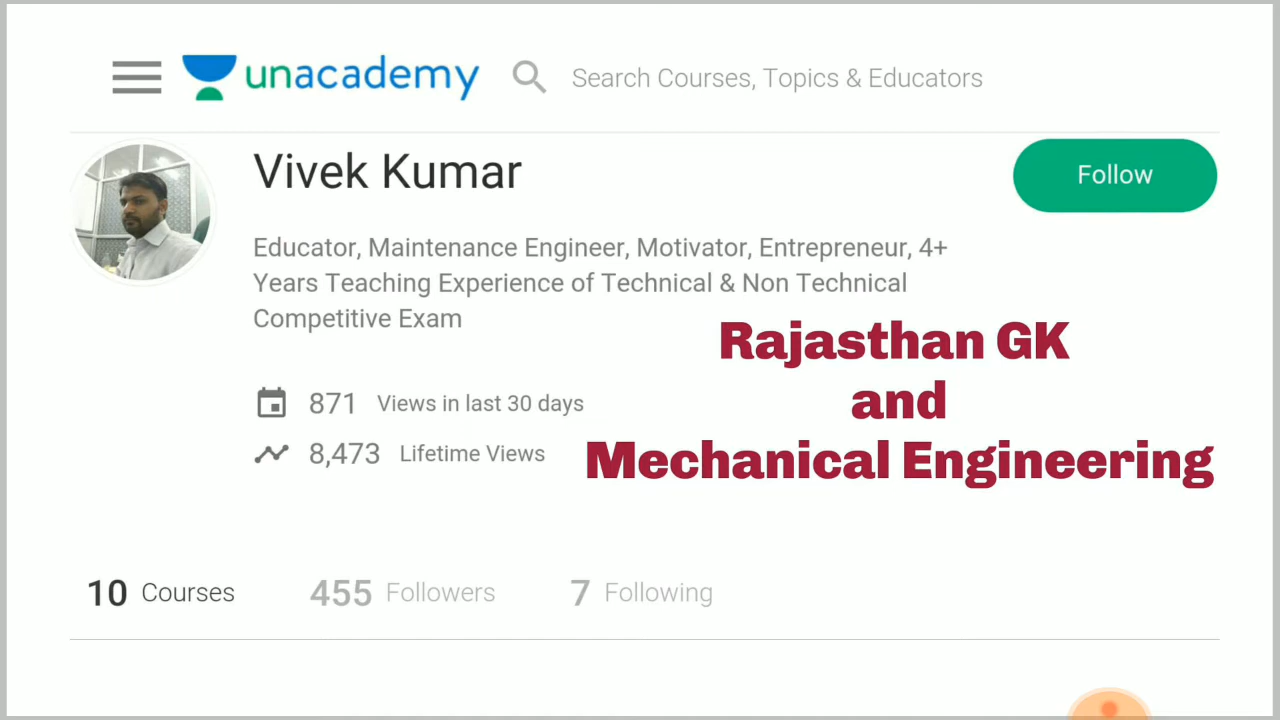 unacademy Search Courses, Topics & Educators
Vivek Kumar
Follow
Educator, Maintenance Engineer, Motivator, Entrepreneur, 4+
Years Teaching Experience of Technical & Non Technical
Competitive Exam
Rajasthan GK
and
Mechanical Engineering
871 Views in last 30 days
8,473 Lifetime Views
10 Courses 455 Followers 7 Following